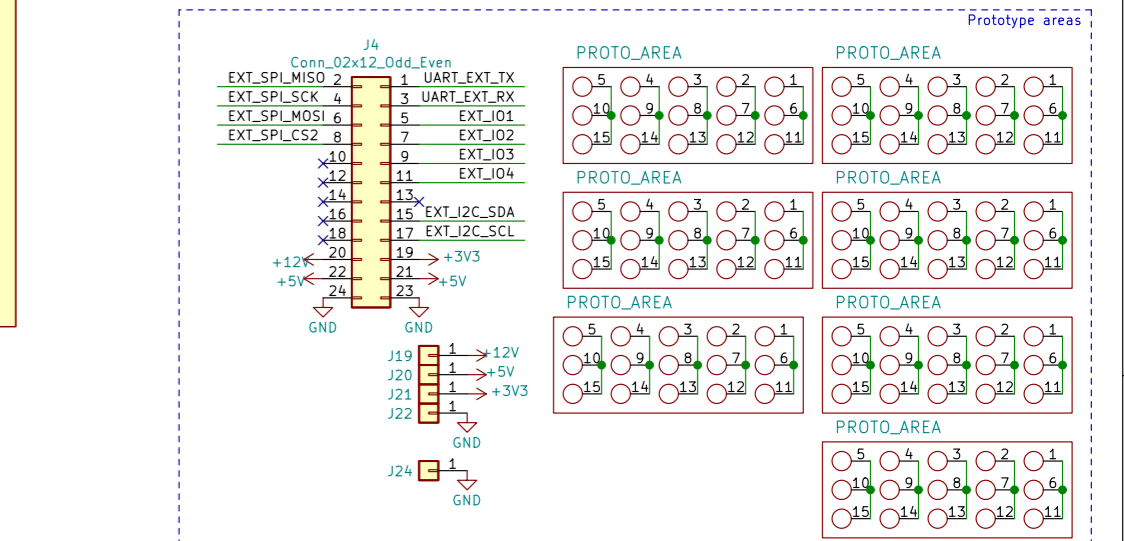 Prototype areas
J4
Conn_02x12_Odd_Even
EXT_SPI_MISO 2 1 UART_EXT_TX
EXT_SPI_SCK 4 3 UART_EXT_RX
EXT_SPI_MOSI 6 5 EXT_IO1
EXT_SPI_CS2 8 7 EXT_IO2
10 9 EXT_IO3
12 11 EXT_IO4
14 13
16 15 EXT_I2C_SDA
18 17 EXT_I2C_SCL
+12V 20 19 +3V3
+5V 22 21 +5V
24 23
GND GND
J19 1 +12V
J20 1 +5V
J21 1 +3V3
J22 1
GND
J24 1
GND
PROTO_AREA
5 4 3 2 1
10 9 8 7 6
15 14 13 12 11
PROTO_AREA
5 4 3 2 1
10 9 8 7 6
15 14 13 12 11
PROTO_AREA
5 4 3 2 1
10 9 8 7 6
15 14 13 12 11
PROTO_AREA
5 4 3 2 1
10 9 8 7 6
15 14 13 12 11
PROTO_AREA
5 4 3 2 1
10 9 8 7 6
15 14 13 12 11
PROTO_AREA
5 4 3 2 1
10 9 8 7 6
15 14 13 12 11
PROTO_AREA
5 4 3 2 1
10 9 8 7 6
15 14 13 12 11